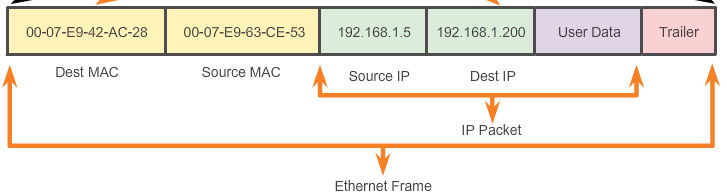 00-07-E9-42-AC-28 00-07-E9-63-CE-53 192.168.1.5 192.168.1.200 User Data Trailer
Dest MAC Source MAC Source IP Dest IP
IP Packet
Ethernet Frame